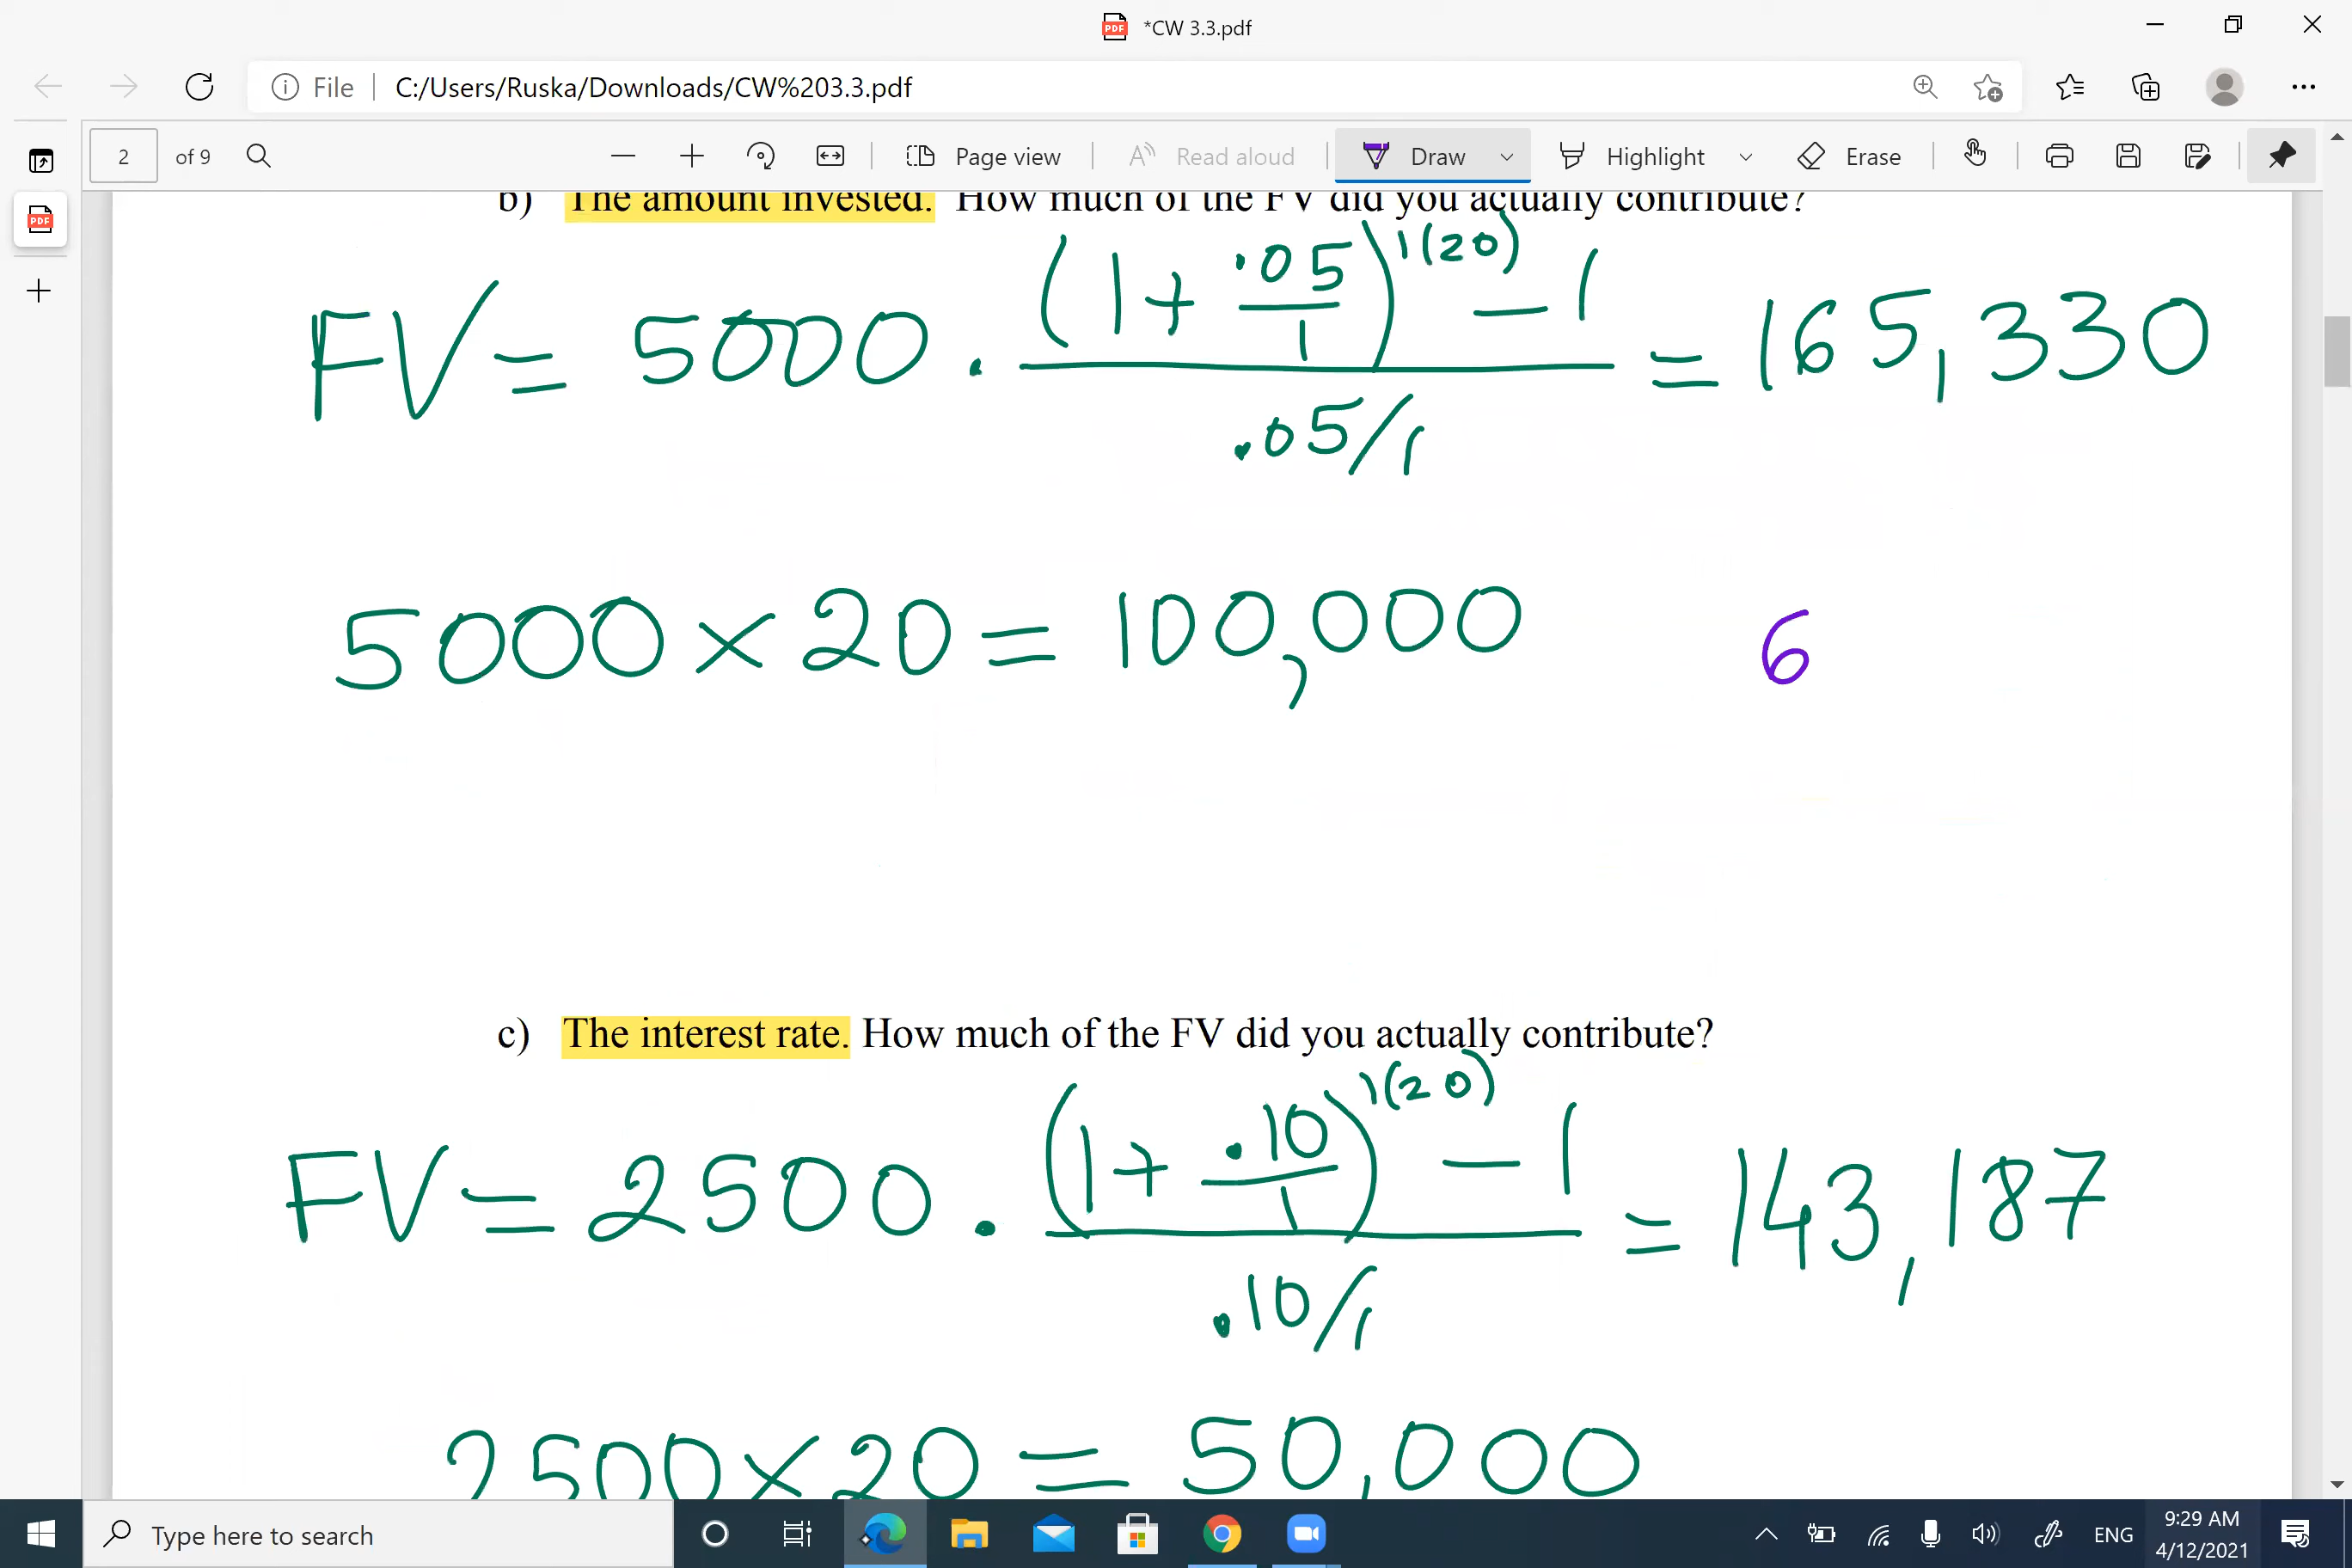 *CW 3.3.pdf
File C:/Users/Ruska/Downloads/CW%203.3.pdf
2 of 9 Page view Read aloud Draw Highlight Erase
b) The amount invested. How much of the FV did you actually contribute?
FV = 5000 · ((1 + .05/1)^1(20) − 1) / (.05/1) = 165,330
5000 × 20 = 100,000 6
c) The interest rate. How much of the FV did you actually contribute?
FV = 2500 · ((1 + .10/1)^1(20) − 1) / (.10/1) = 143,187
2500 × 20 = 50,000
Type here to search ENG 9:29 AM
4/12/2021